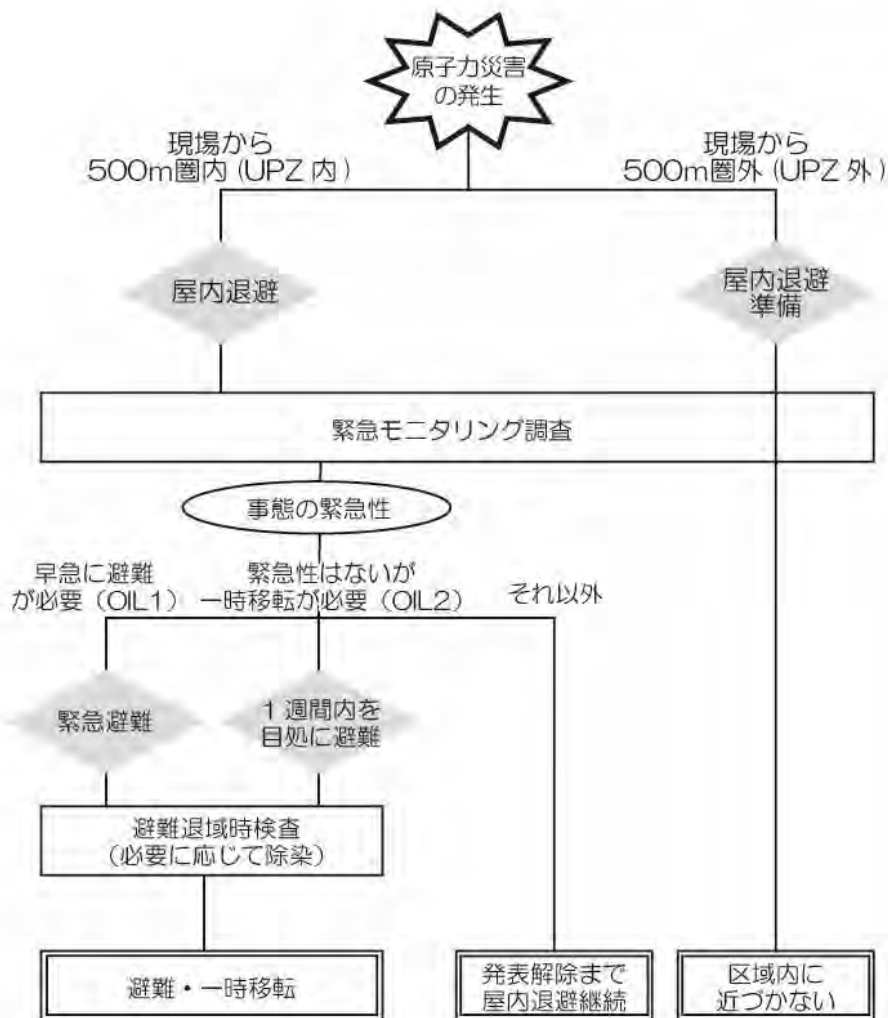 原子力災害
の発生
現場から
500m圏内(UPZ 内)
現場から
500m圏外(UPZ 外)
屋内退避
屋内退避
準備
緊急モニタリング調査
事態の緊急性
早急に避難
が必要(OIL1)
緊急性はないが
一時移転が必要(OIL2)
それ以外
緊急避難
1週間内を
目処に避難
避難退域時検査
(必要に応じて除染)
避難・一時移転
発表解除まで
屋内退避継続
区域内に
近づかない